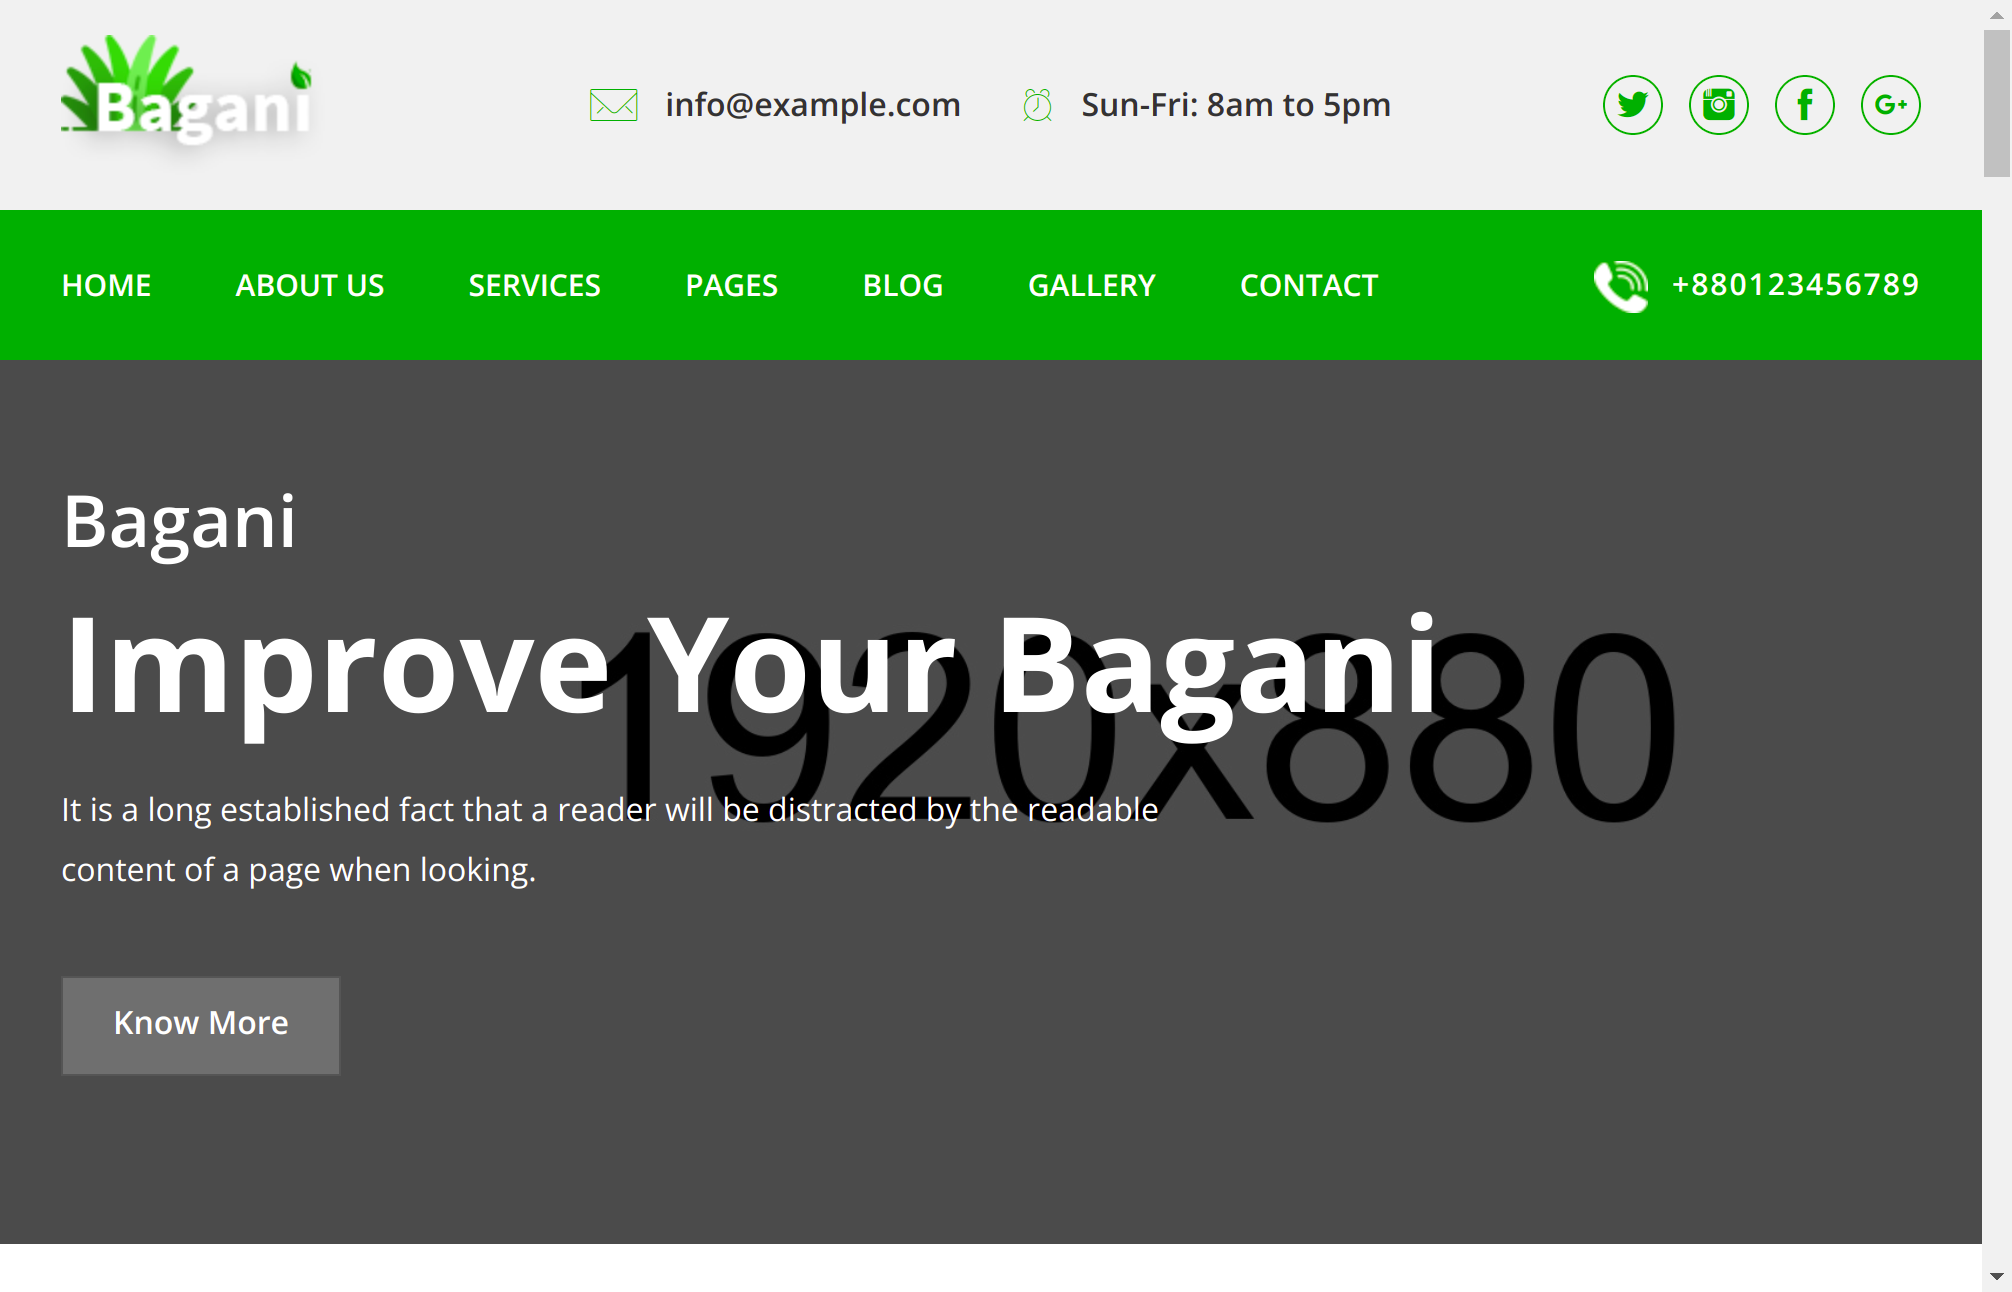 Bagani
info@example.com
Sun-Fri: 8am to 5pm
HOME ABOUT US SERVICES PAGES BLOG GALLERY CONTACT +880123456789
Bagani
Improve Your Bagani
1920x880
It is a long established fact that a reader will be distracted by the readable
content of a page when looking.
Know More